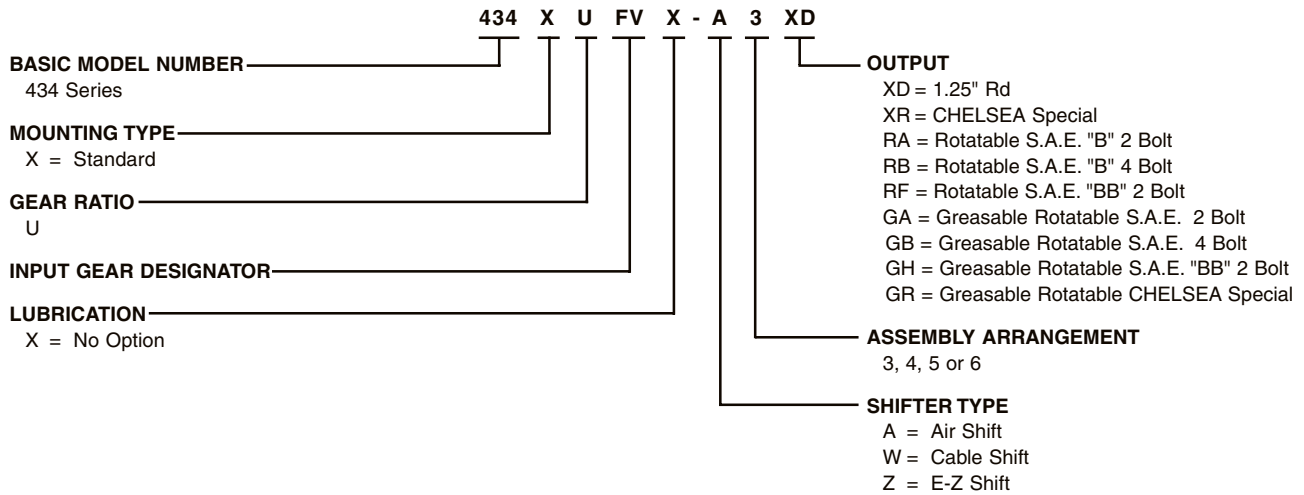 434 X U FV X - A 3 XD
BASIC MODEL NUMBER
434 Series
MOUNTING TYPE
X = Standard
GEAR RATIO
U
INPUT GEAR DESIGNATOR
LUBRICATION
X = No Option
OUTPUT
XD = 1.25" Rd
XR = CHELSEA Special
RA = Rotatable S.A.E. "B" 2 Bolt
RB = Rotatable S.A.E. "B" 4 Bolt
RF = Rotatable S.A.E. "BB" 2 Bolt
GA = Greasable Rotatable S.A.E. 2 Bolt
GB = Greasable Rotatable S.A.E. 4 Bolt
GH = Greasable Rotatable S.A.E. "BB" 2 Bolt
GR = Greasable Rotatable CHELSEA Special
ASSEMBLY ARRANGEMENT
3, 4, 5 or 6
SHIFTER TYPE
A = Air Shift
W = Cable Shift
Z = E-Z Shift